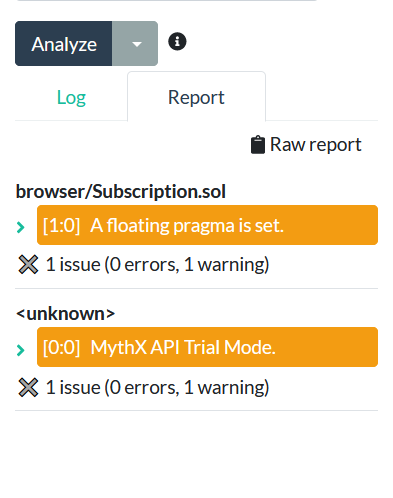 Analyze
Log
Report
Raw report
browser/Subscription.sol
[1:0] A floating pragma is set.
1 issue (0 errors, 1 warning)
<unknown>
[0:0] MythX API Trial Mode.
1 issue (0 errors, 1 warning)